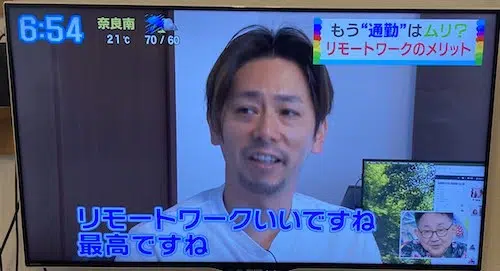 6:54
奈良南
21℃ 70/60
もう“通勤”はムリ?
リモートワークのメリット
リモートワークいいですね
最高ですね